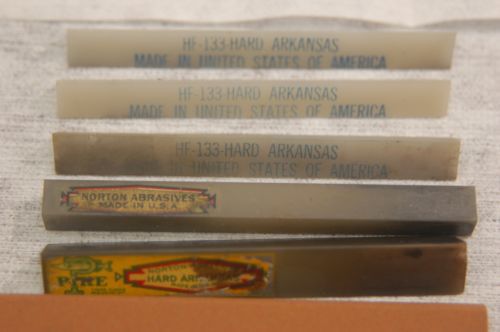 HF-133-HARD ARKANSAS
MADE IN UNITED STATES OF AMERICA
HF-133-HARD ARKANSAS
MADE IN UNITED STATES OF AMERICA
HF-133-HARD ARKANSAS
MADE IN UNITED STATES OF AMERICA
NORTON ABRASIVES
MADE IN U.S.A
PIKE
NORTON
HARD